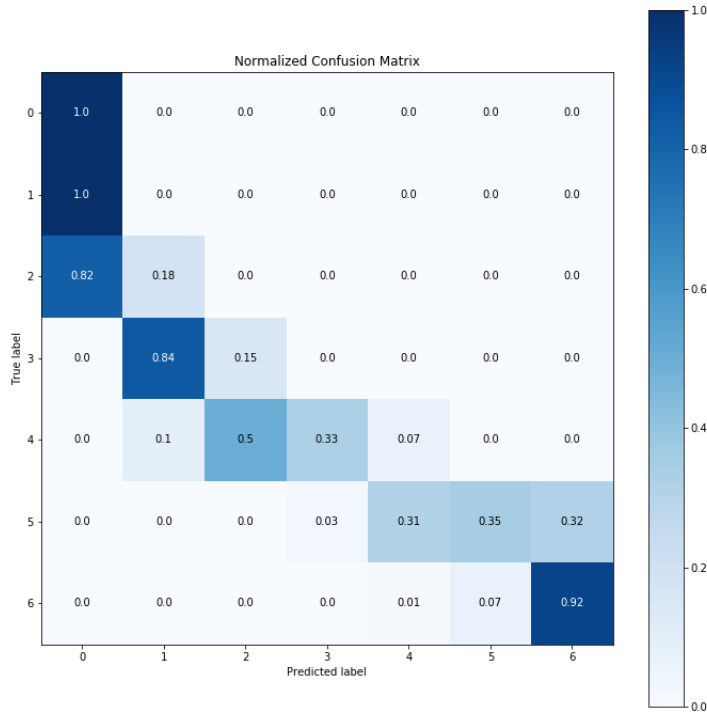 Normalized Confusion Matrix
True label
0 1.0 0.0 0.0 0.0 0.0 0.0 0.0
1 1.0 0.0 0.0 0.0 0.0 0.0 0.0
2 0.82 0.18 0.0 0.0 0.0 0.0 0.0
3 0.0 0.84 0.15 0.0 0.0 0.0 0.0
4 0.0 0.1 0.5 0.33 0.07 0.0 0.0
5 0.0 0.0 0.0 0.03 0.31 0.35 0.32
6 0.0 0.0 0.0 0.0 0.01 0.07 0.92
0 1 2 3 4 5 6
Predicted label
1.0
0.8
0.6
0.4
0.2
0.0